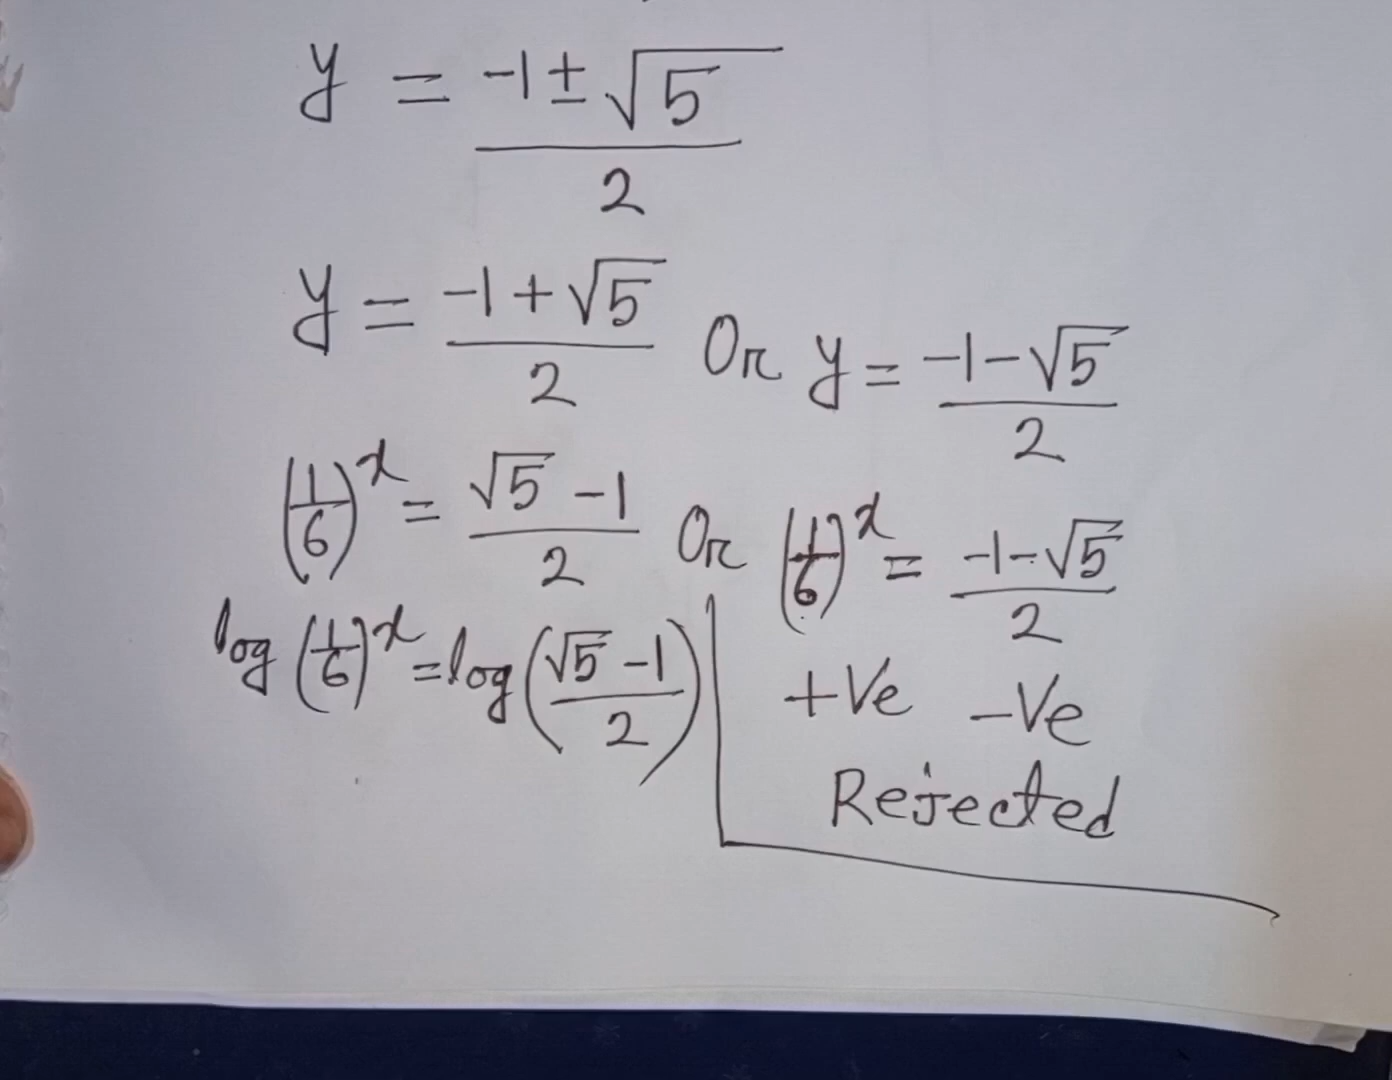 y = (-1 ± √5)/2
y = (-1 + √5)/2 Or y = (-1 - √5)/2
(1/6)^x = (√5 - 1)/2 Or (1/6)^x = (-1 - √5)/2
log (1/6)^x = log ((√5 - 1)/2) +Ve -Ve
Rejected